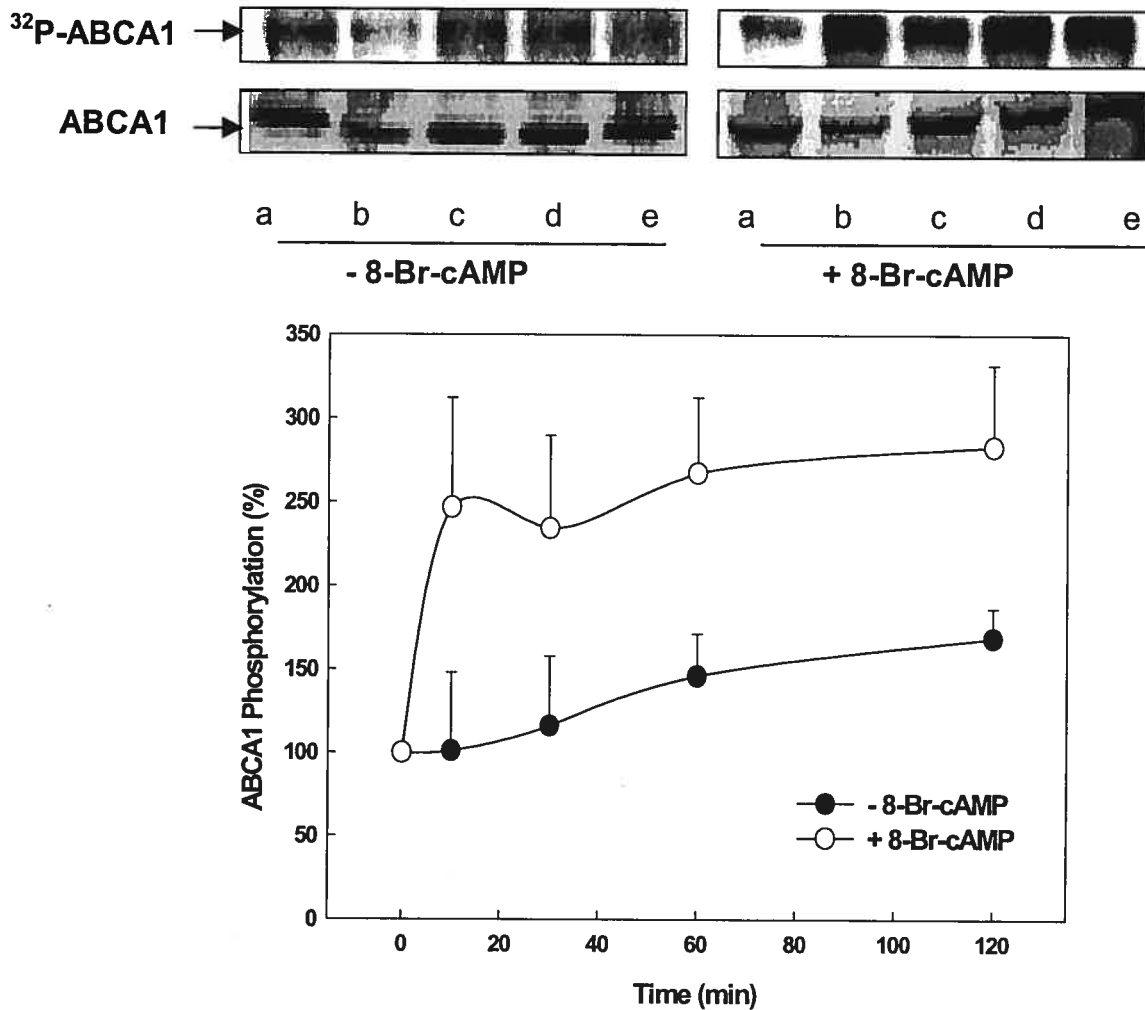 ³²P-ABCA1
ABCA1
a b c d e a b c d e
- 8-Br-cAMP + 8-Br-cAMP
350
300
250
200
150
100
50
0
ABCA1 Phosphorylation (%)
- 8-Br-cAMP
+ 8-Br-cAMP
0 20 40 60 80 100 120
Time (min)